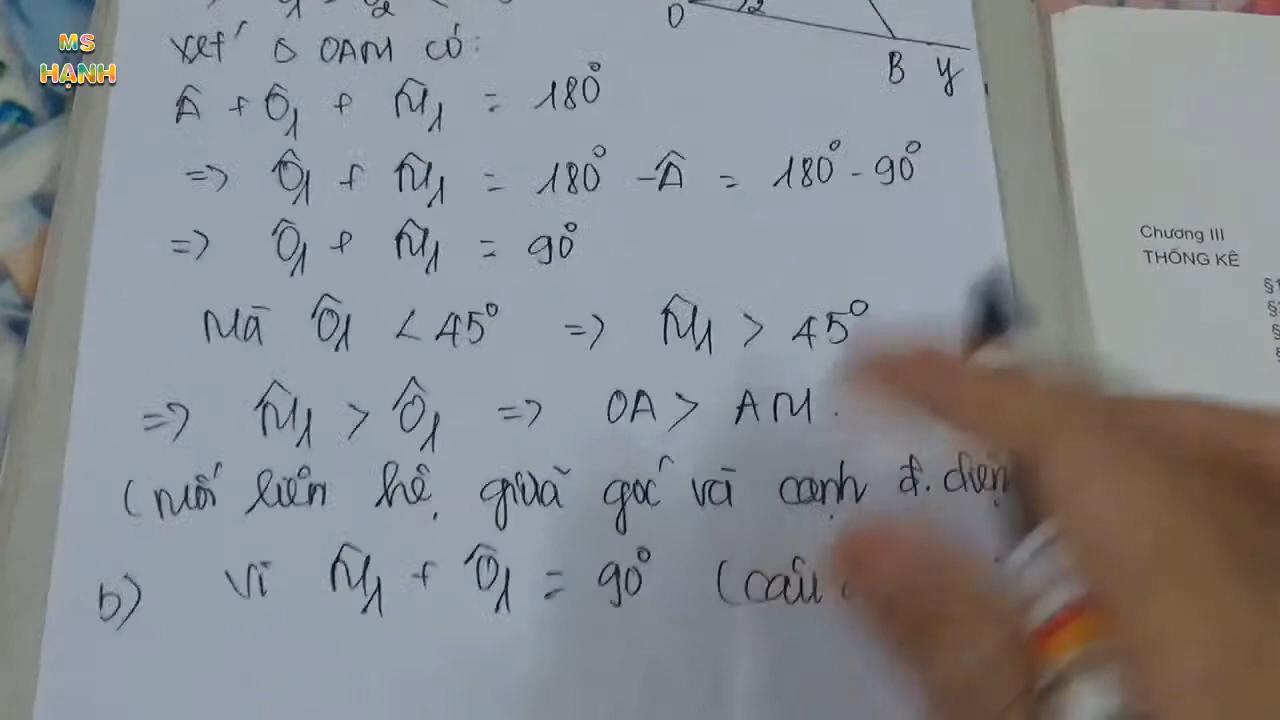 O 2
B y
MS
HẠNH
xét Δ OAM có:
Â + Ô1 + M̂1 = 180°
=> Ô1 + M̂1 = 180° - Â = 180° - 90°
=> Ô1 + M̂1 = 90°
Mà Ô1 < 45° => M̂1 > 45°
=> M̂1 > Ô1 => OA > AM.
(mối liên hệ giữa góc và cạnh đ. diện
b) Vì M̂1 + Ô1 = 90° (câu
Chương III
THỐNG KÊ
§1
§
§
§